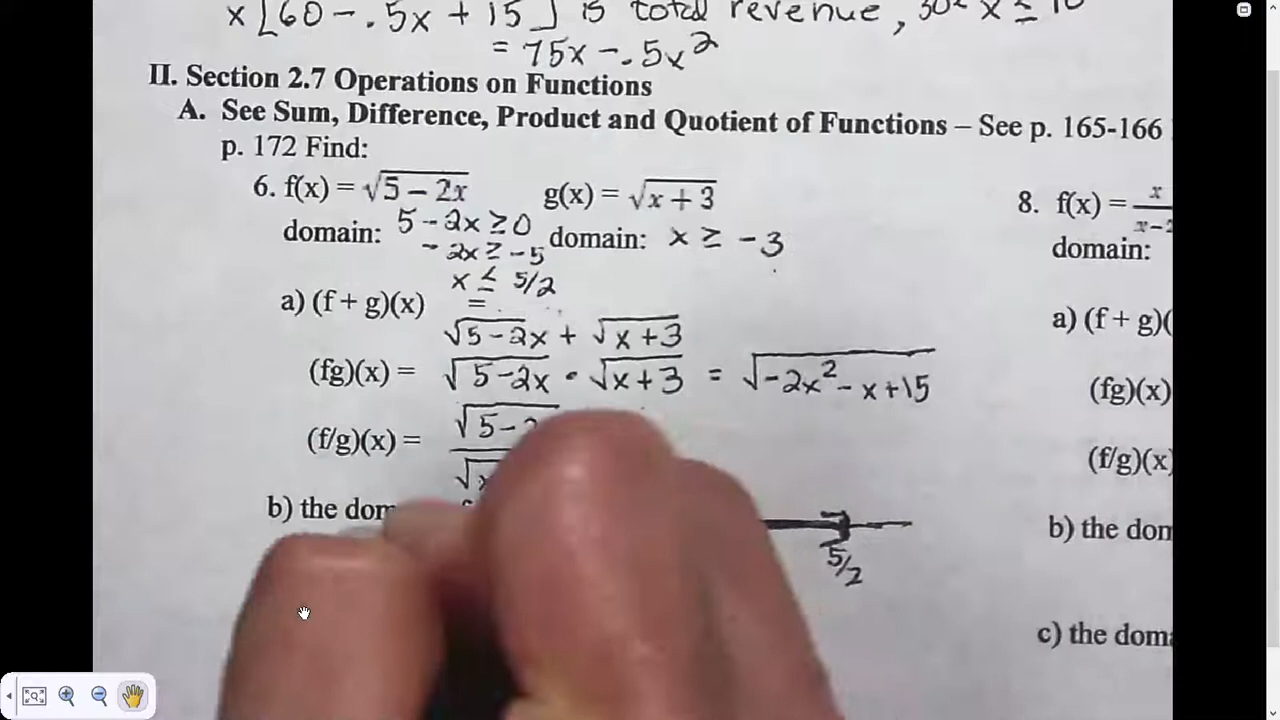 x[60 - .5x + 15] is total revenue,
= 75x - .5x²
II. Section 2.7 Operations on Functions
A. See Sum, Difference, Product and Quotient of Functions – See p. 165-166
p. 172 Find:
6. f(x) = √5 – 2x g(x) = √x + 3
domain: 5 - 2x ≥ 0 domain: x ≥ -3
- 2x ≥ -5
x ≤ 5/2
a) (f + g)(x) =
√5-2x + √x+3
(fg)(x) = √5-2x • √x+3 = √-2x² - x + 15
(f/g)(x) = √5-
√x
b) the dom
5/2
8. f(x) = x/x-2
domain:
a) (f + g)(
(fg)(x)
(f/g)(x)
b) the dom
c) the doma